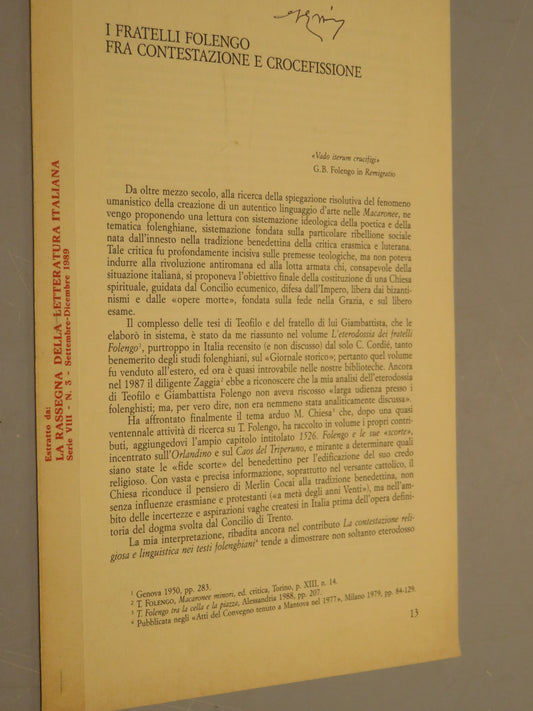 I FRATELLI FOLENGO
FRA CONTESTAZIONE E CROCEFISSIONE
«Vado iterum crucifigi»
G.B. Folengo in Remigratio
Da oltre mezzo secolo, alla ricerca della spiegazione risolutiva del fenomeno
umanistico della creazione di un autentico linguaggio d'arte nelle Macaronee, ne
vengo proponendo una lettura con sistemazione ideologica della poetica e della
tematica folenghiane, sistemazione fondata sulla particolare ribellione sociale
nata dall'innesto nella tradizione benedettina della critica erasmica e luterana.
Tale critica fu profondamente incisiva sulle premesse teologiche, ma non poteva
indurre alla rivoluzione antiromana ed alla lotta armata chi, consapevole della
situazione italiana, si proponeva l'obiettivo finale della costituzione di una Chiesa
spirituale, guidata dal Concilio ecumenico, difesa dall'Impero, libera dai bizanti-
nismi e dalle «opere morte», fondata sulla fede nella Grazia, e sul libero
esame.
Il complesso delle tesi di Teofilo e del fratello di lui Giambattista, che le
elaborò in sistema, è stato da me riassunto nel volume L'eterodossia dei fratelli
Folengo¹, purtroppo in Italia recensito (e non discusso) dal solo C. Cordié, tanto
benemerito degli studi folenghiani, sul «Giornale storico»; pertanto quel volume
fu venduto all'estero, ed ora è quasi introvabile nelle nostre biblioteche. Ancora
nel 1987 il diligente Zaggia² ebbe a riconoscere che la mia analisi dell'eterodossia
di Teofilo e Giambattista Folengo non aveva riscosso «larga udienza presso i
folenghisti; ma, per vero dire, non era nemmeno stata analiticamente discussa».
Ha affrontato finalmente il tema arduo M. Chiesa³ che, dopo una quasi
ventennale attività di ricerca su T. Folengo, ha raccolto in volume i propri contri-
buti, aggiungendovi l'ampio capitolo intitolato 1526. Folengo e le sue «scorte»,
incentrato sull'Orlandino e sul Caos del Triperuno, e mirante a determinare quali
siano state le «fide scorte» del benedettino per l'edificazione del suo credo
religioso. Con vasta e precisa informazione, soprattutto nel versante cattolico, il
Chiesa riconduce il pensiero di Merlin Cocai alla tradizione benedettina, non
senza influenze erasmiane e protestanti («a metà degli anni Venti»), ma nell'am-
bito delle incertezze e aspirazioni vaghe createsi in Italia prima dell'opera defini-
toria del dogma svolta dal Concilio di Trento.
La mia interpretazione, ribadita ancora nel contributo La contestazione reli-
giosa e linguistica nei testi folenghiani⁴ tende a dimostrare non soltanto eterodosso
¹ Genova 1950, pp. 283.
² T. FOLENGO, Macaronee minori, ed. critica, Torino, p. XIII, n. 14.
³ T. Folengo tra la cella e la piazza, Alessandria 1988, pp. 207.
⁴ Pubblicata negli «Atti del Convegno tenuto a Mantova nel 1977», Milano 1979, pp. 84-129.
13
Estratto da:
LA RASSEGNA DELLA LETTERATURA ITALIANA
Serie VIII - N. 3 - Settembre-Dicembre 1989